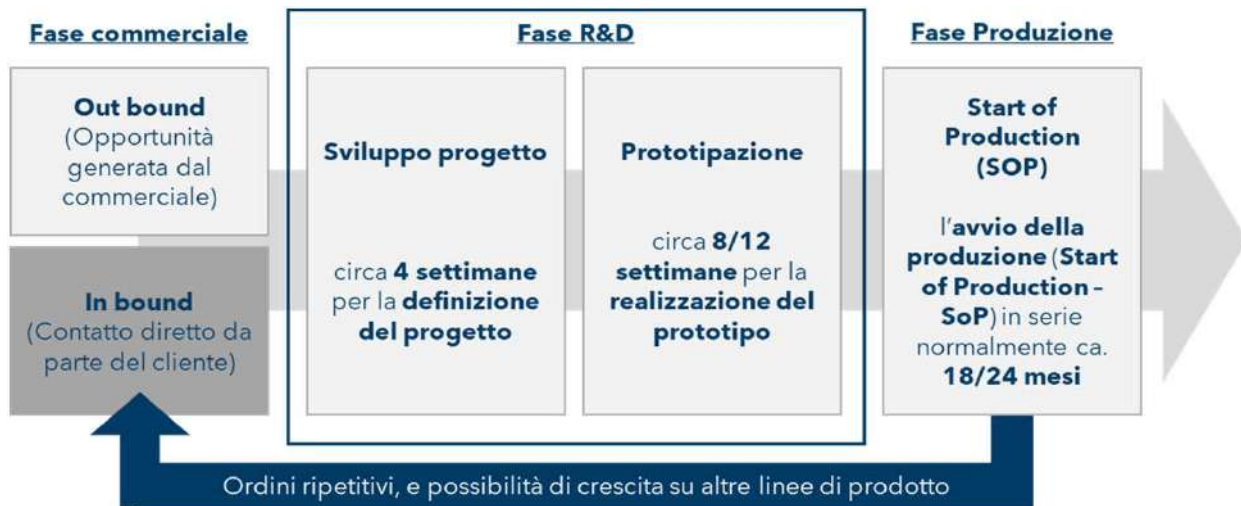 Fase commerciale
Out bound
(Opportunità
generata dal
commerciale)
In bound
(Contatto diretto da
parte del cliente)
Fase R&D
Sviluppo progetto
circa 4 settimane
per la definizione
del progetto
Prototipazione
circa 8/12
settimane per la
realizzazione del
prototipo
Fase Produzione
Start of
Production
(SOP)
l'avvio della
produzione (Start
of Production –
SoP) in serie
normalmente ca.
18/24 mesi
Ordini ripetitivi, e possibilità di crescita su altre linee di prodotto